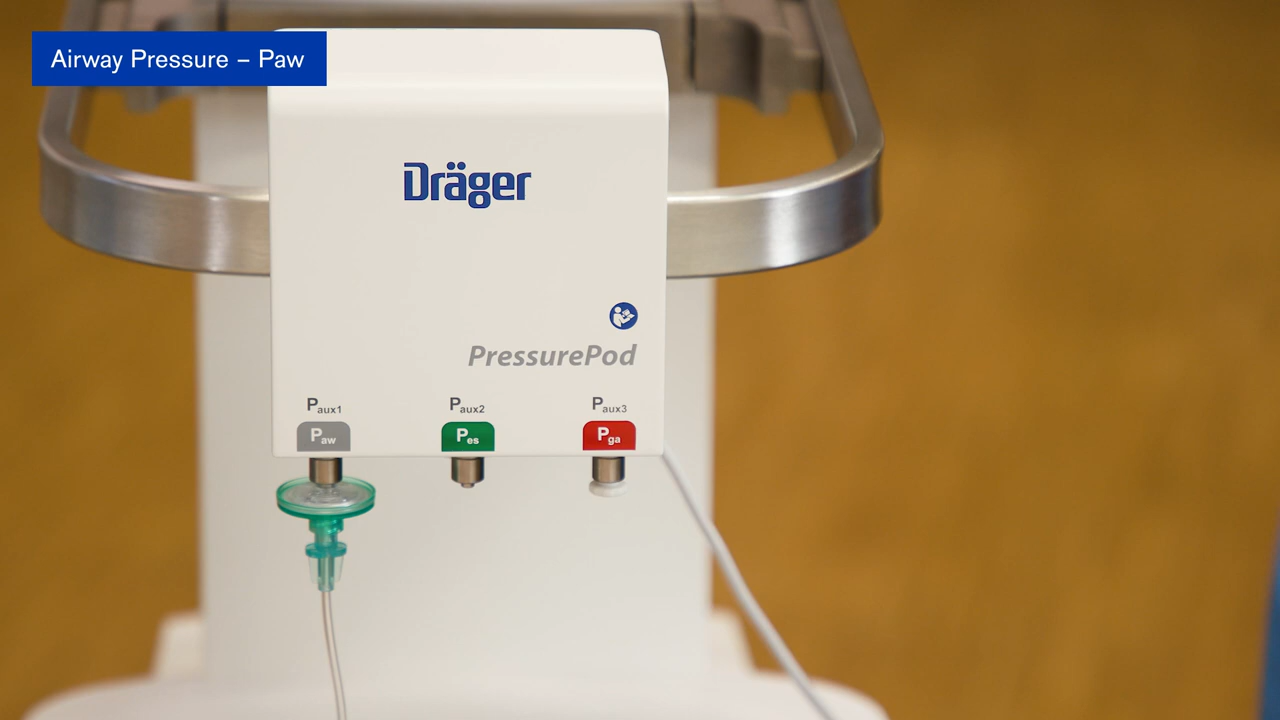 Airway Pressure – Paw
Dräger
PressurePod
Paux1 Paux2 Paux3
Paw Pes Pga